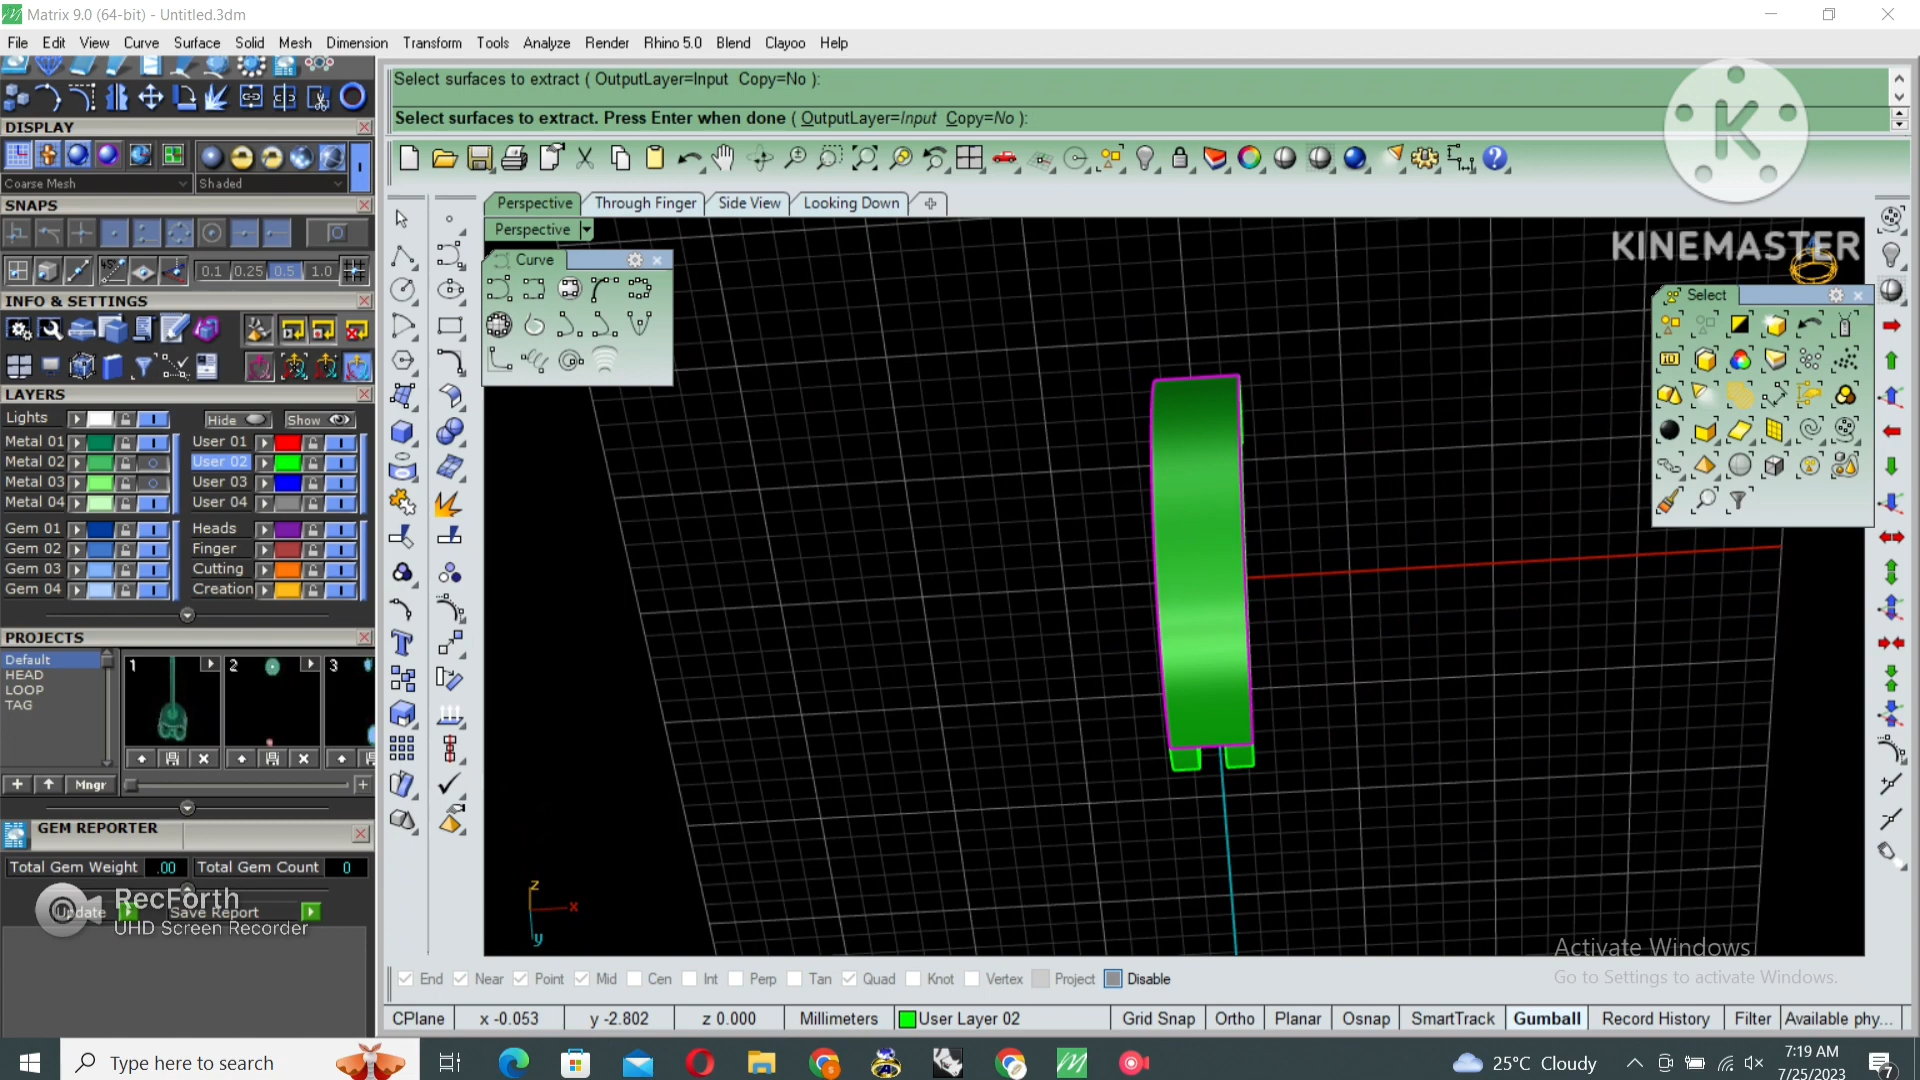 Matrix 9.0 (64-bit) - Untitled.3dm
File Edit View Curve Surface Solid Mesh Dimension Transform Tools Analyze Render Rhino 5.0 Blend Clayoo Help
Select surfaces to extract ( OutputLayer=Input Copy=No ):
Select surfaces to extract. Press Enter when done ( OutputLayer=Input Copy=No ):
K
DISPLAY
Coarse Mesh Shaded
SNAPS
0.1 0.25 0.5 1.0
INFO & SETTINGS
LAYERS
Lights Hide Show
Metal 01 User 01
Metal 02 User 02
Metal 03 User 03
Metal 04 User 04
Gem 01 Heads
Gem 02 Finger
Gem 03 Cutting
Gem 04 Creation
PROJECTS
Default
HEAD
LOOP
TAG
1 2 3
Mngr
GEM REPORTER
Total Gem Weight .00 Total Gem Count 0
Update Save Report
RecForth
UHD Screen Recorder
Perspective Through Finger Side View Looking Down
Perspective
Curve
KINEMASTER
Select
z
x
y
Activate Windows
Go to Settings to activate Windows.
End Near Point Mid Cen Int Perp Tan Quad Knot Vertex Project Disable
CPlane x -0.053 y -2.802 z 0.000 Millimeters User Layer 02 Grid Snap Ortho Planar Osnap SmartTrack Gumball Record History Filter Available phy...
Type here to search
25°C Cloudy
7:19 AM
7/25/2023
7